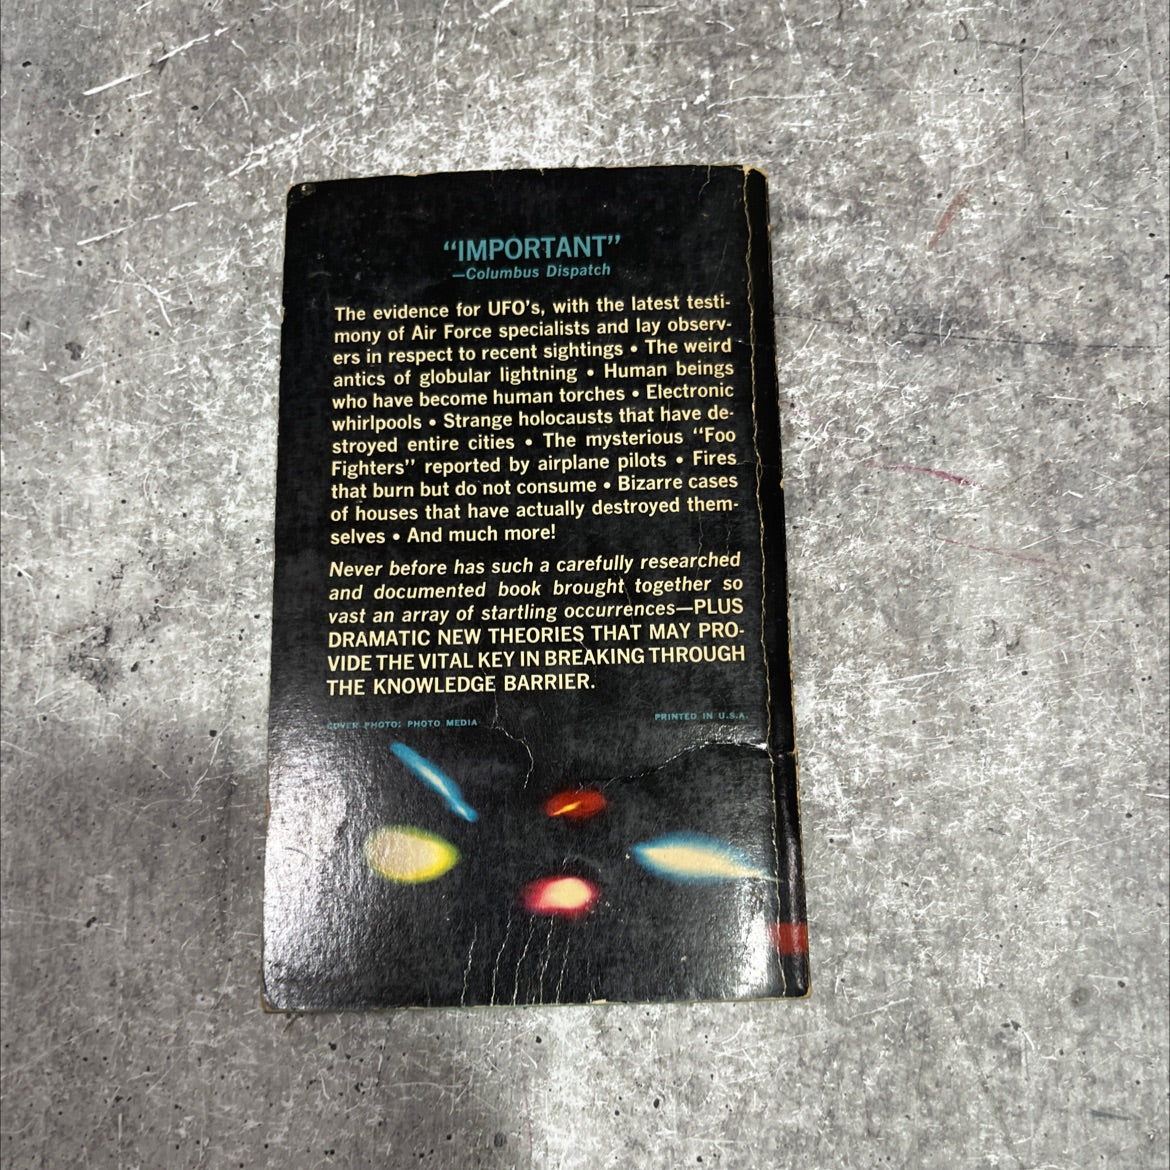 “IMPORTANT”
—Columbus Dispatch
The evidence for UFO’s, with the latest testi-
mony of Air Force specialists and lay observ-
ers in respect to recent sightings • The weird
antics of globular lightning • Human beings
who have become human torches • Electronic
whirlpools • Strange holocausts that have de-
stroyed entire cities • The mysterious “Foo
Fighters” reported by airplane pilots • Fires
that burn but do not consume • Bizarre cases
of houses that have actually destroyed them-
selves • And much more!
Never before has such a carefully researched
and documented book brought together so
vast an array of startling occurrences—PLUS
DRAMATIC NEW THEORIES THAT MAY PRO-
VIDE THE VITAL KEY IN BREAKING THROUGH
THE KNOWLEDGE BARRIER.
COVER PHOTO: PHOTO MEDIA
PRINTED IN U.S.A.